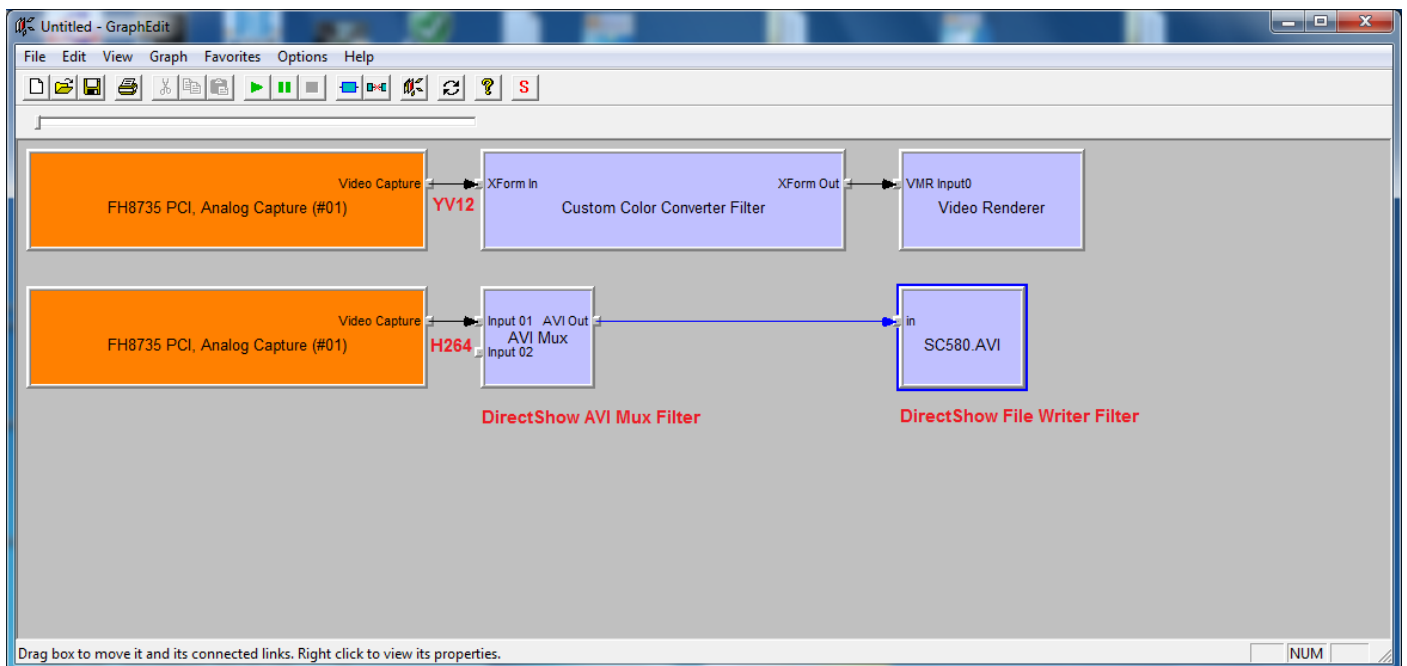 Untitled - GraphEdit
File Edit View Graph Favorites Options Help
S
Video Capture
FH8735 PCI, Analog Capture (#01)
YV12
XForm In
XForm Out
Custom Color Converter Filter
VMR Input0
Video Renderer
Video Capture
FH8735 PCI, Analog Capture (#01)
H264
Input 01 AVI Out
AVI Mux
Input 02
in
SC580.AVI
DirectShow AVI Mux Filter
DirectShow File Writer Filter
Drag box to move it and its connected links. Right click to view its properties.
NUM